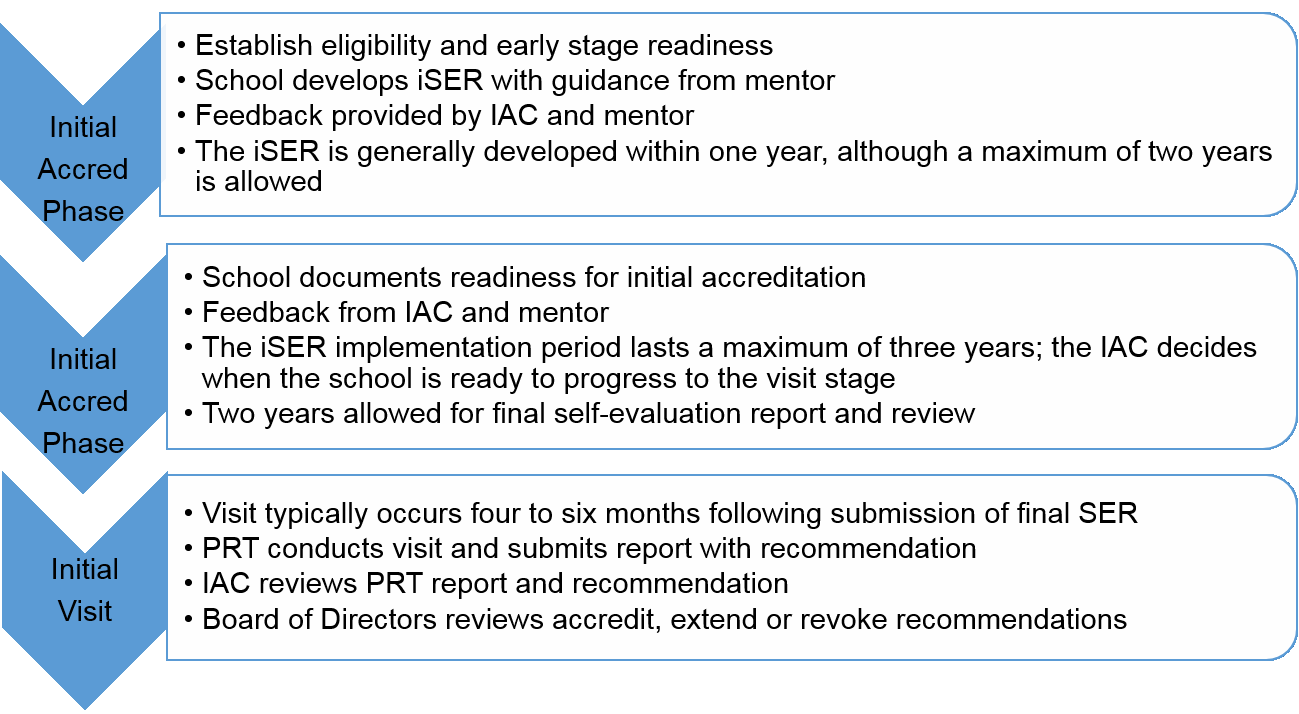 Initial
Accred
Phase
• Establish eligibility and early stage readiness
• School develops iSER with guidance from mentor
• Feedback provided by IAC and mentor
• The iSER is generally developed within one year, although a maximum of two years
is allowed
Initial
Accred
Phase
• School documents readiness for initial accreditation
• Feedback from IAC and mentor
• The iSER implementation period lasts a maximum of three years; the IAC decides
when the school is ready to progress to the visit stage
• Two years allowed for final self-evaluation report and review
Initial
Visit
• Visit typically occurs four to six months following submission of final SER
• PRT conducts visit and submits report with recommendation
• IAC reviews PRT report and recommendation
• Board of Directors reviews accredit, extend or revoke recommendations